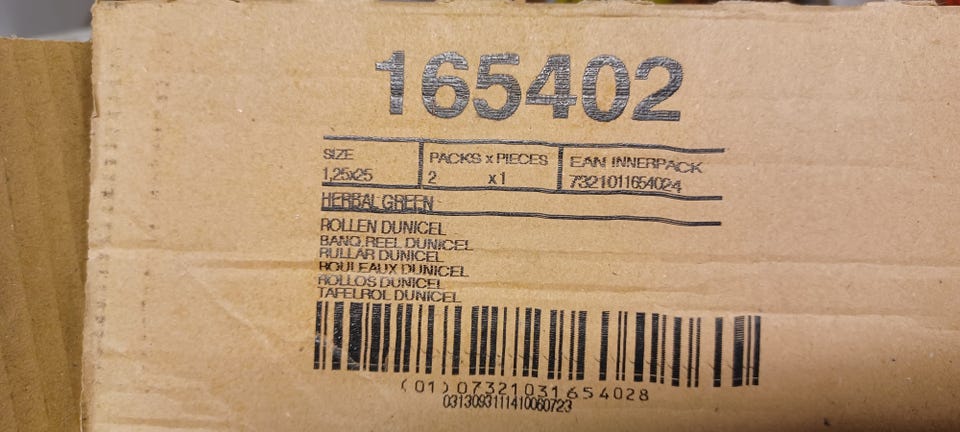 165402
SIZE PACKS x PIECES EAN INNERPACK
1,25x25 2 x1 7321011654024
HERBAL GREEN
ROLLEN DUNICEL
BANQ.REEL DUNICEL
RULLAR DUNICEL
ROULEAUX DUNICEL
ROLLOS DUNICEL
TAFELROL DUNICEL
(01)07321031654028
0313093111410060723